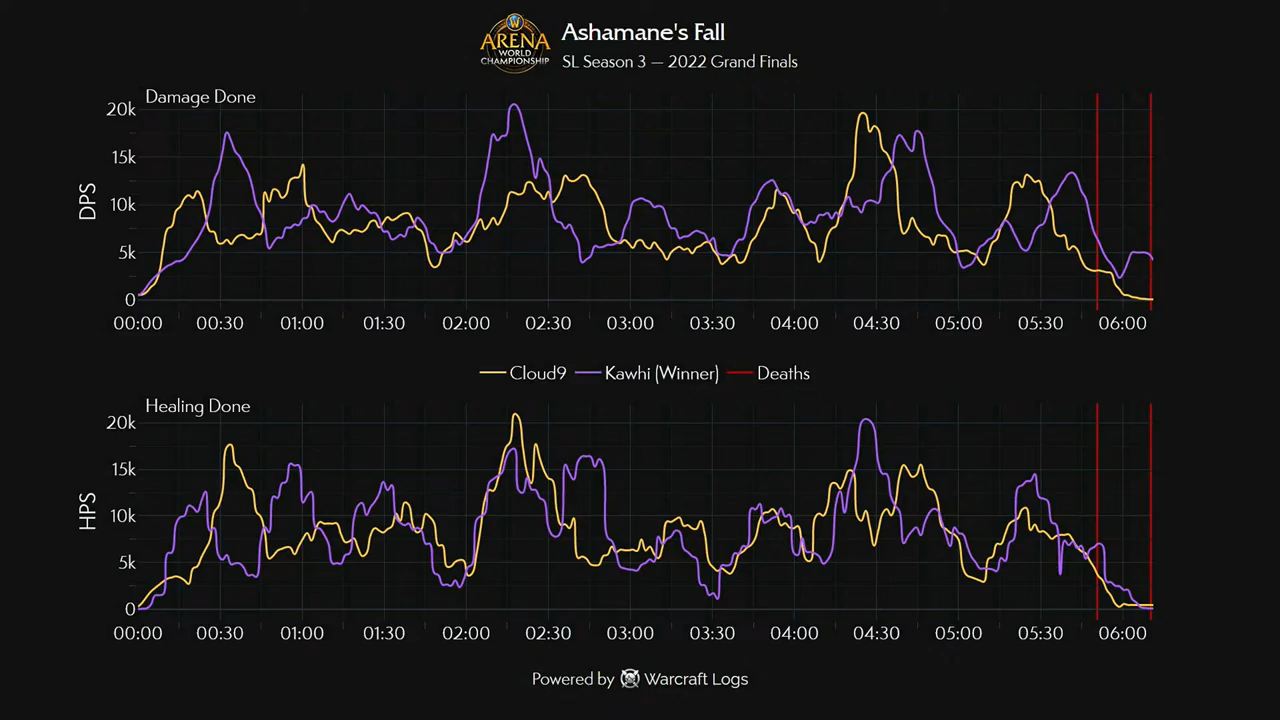 W
ARENA
WORLD
CHAMPIONSHIP
Ashamane's Fall
SL Season 3 — 2022 Grand Finals
Damage Done
20k
15k
10k
5k
0
DPS
00:00 00:30 01:00 01:30 02:00 02:30 03:00 03:30 04:00 04:30 05:00 05:30 06:00
Cloud9 Kawhi (Winner) Deaths
Healing Done
20k
15k
10k
5k
0
HPS
00:00 00:30 01:00 01:30 02:00 02:30 03:00 03:30 04:00 04:30 05:00 05:30 06:00
Powered by Warcraft Logs